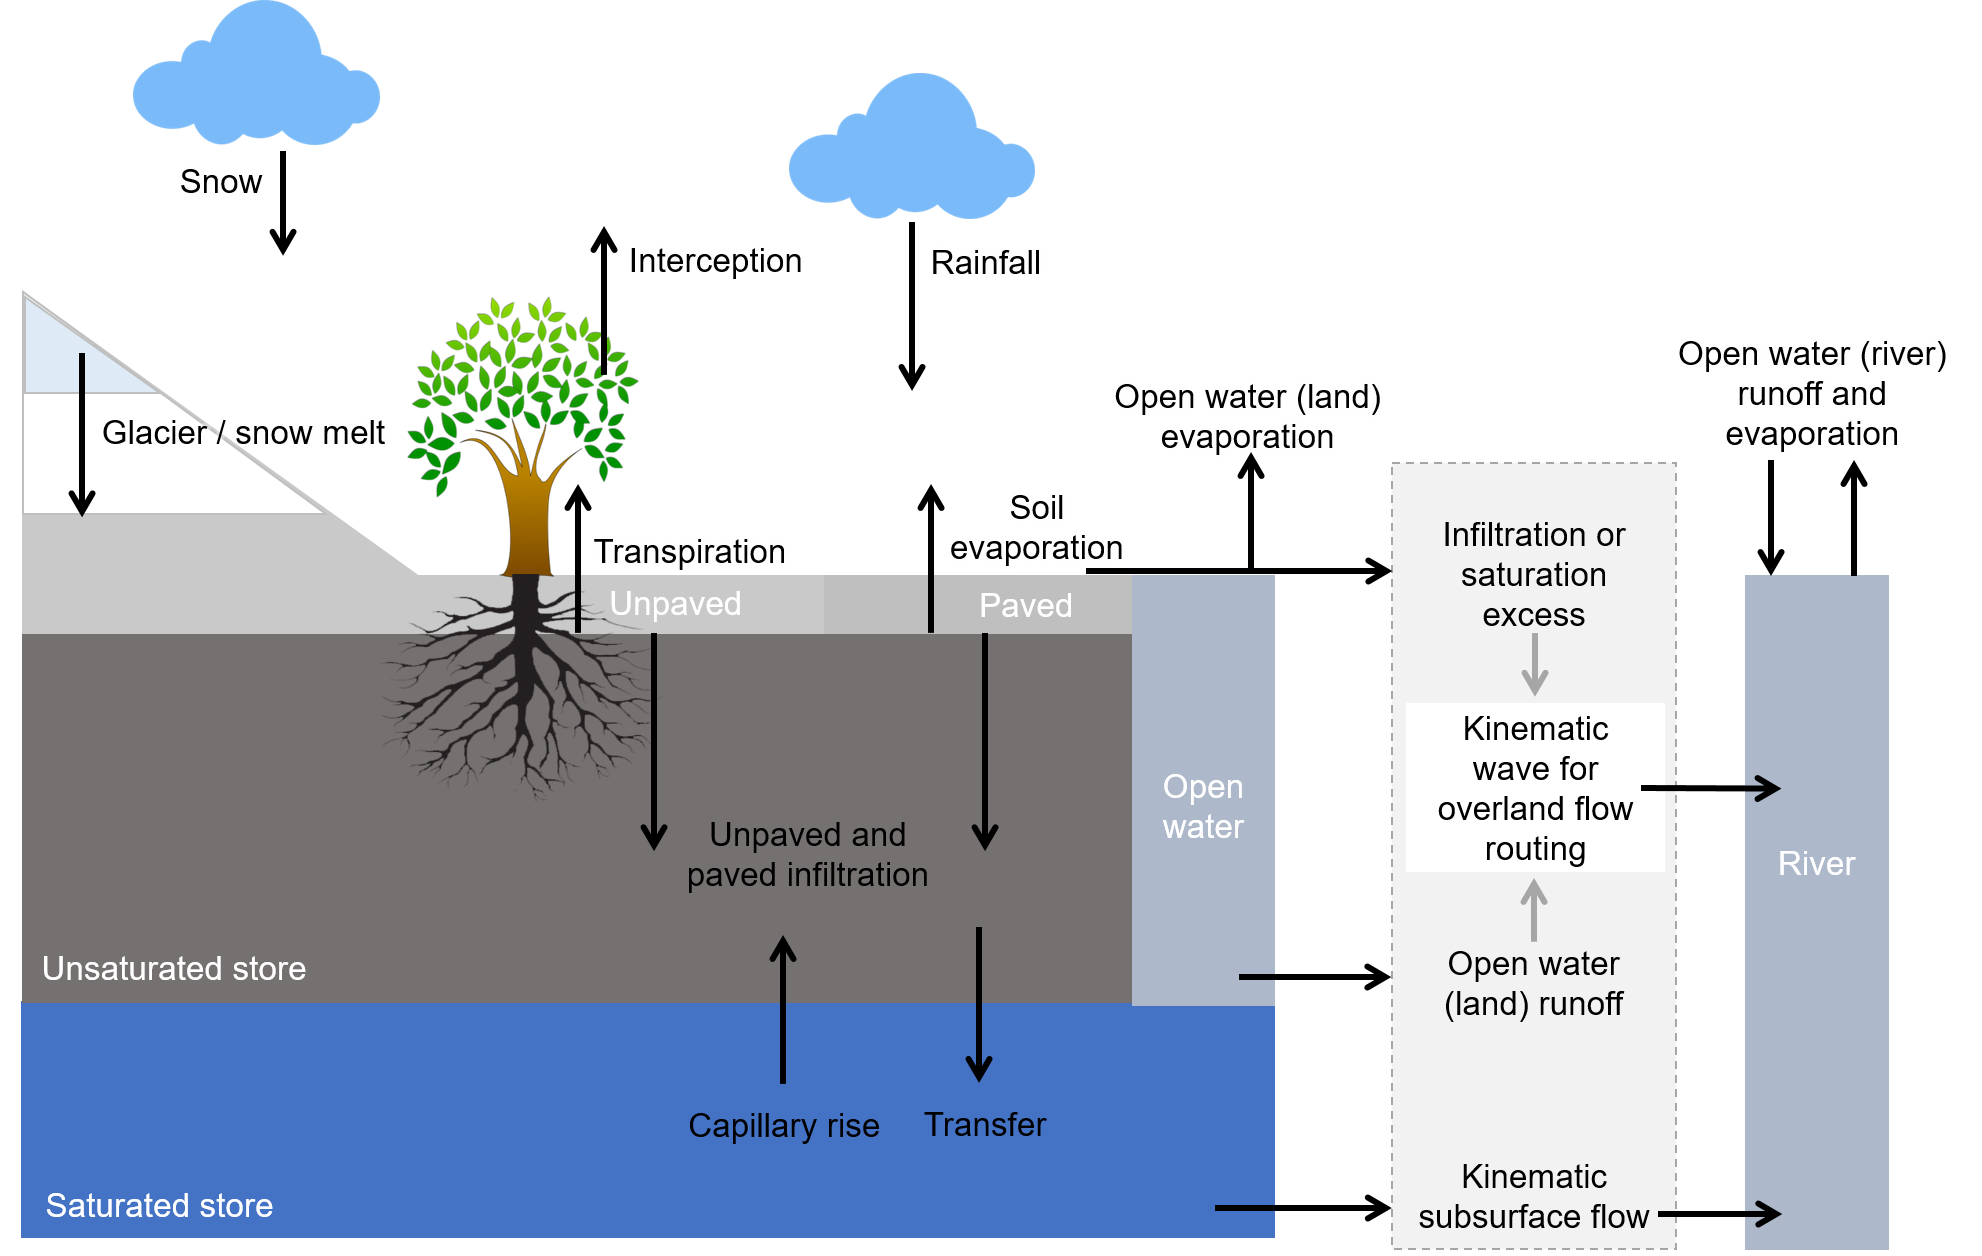 Snow
Interception
Rainfall
Glacier / snow melt
Open water (land)
evaporation
Open water (river)
runoff and
evaporation
Soil
evaporation
Transpiration
Unpaved
Paved
Infiltration or
saturation
excess
Kinematic
wave for
overland flow
routing
Open
water
River
Unpaved and
paved infiltration
Unsaturated store
Open water
(land) runoff
Capillary rise
Transfer
Saturated store
Kinematic
subsurface flow